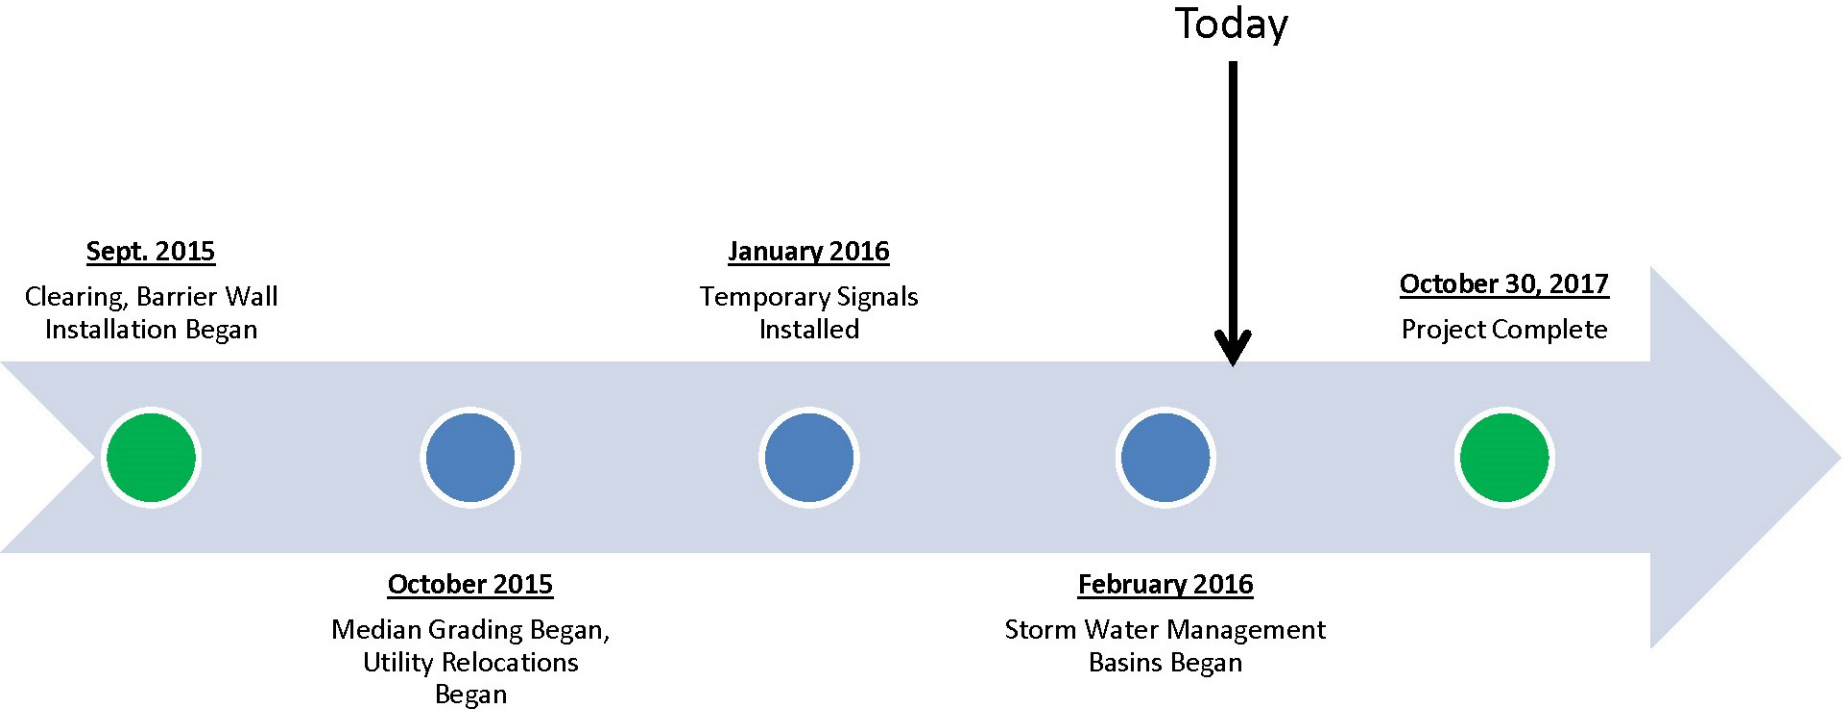 Today
Sept. 2015
Clearing, Barrier Wall
Installation Began
January 2016
Temporary Signals
Installed
October 30, 2017
Project Complete
October 2015
Median Grading Began,
Utility Relocations
Began
February 2016
Storm Water Management
Basins Began